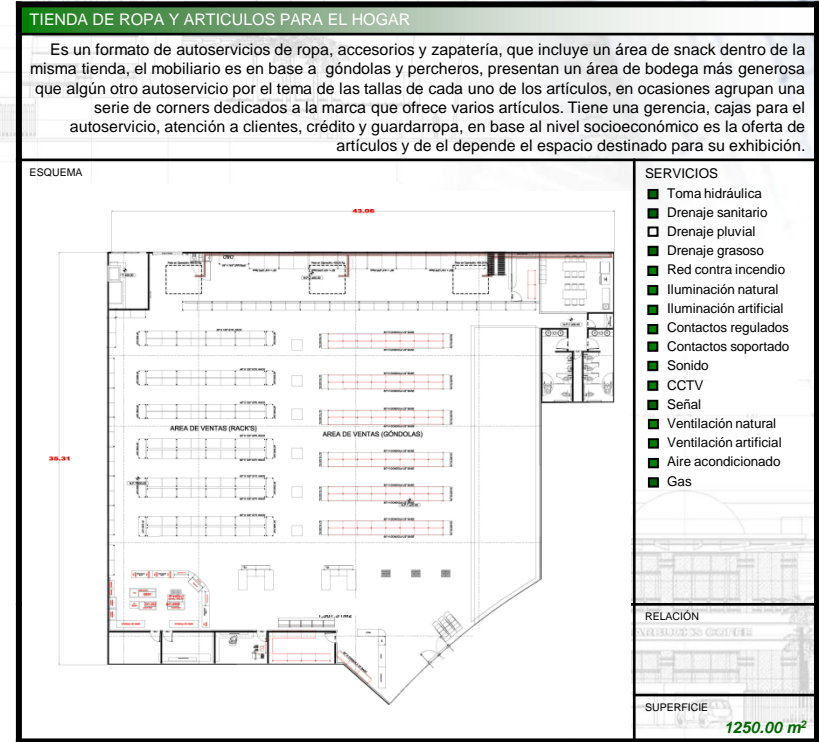 TIENDA DE ROPA Y ARTICULOS PARA EL HOGAR
Es un formato de autoservicios de ropa, accesorios y zapatería, que incluye un área de snack dentro de la
misma tienda, el mobiliario es en base a góndolas y percheros, presentan un área de bodega más generosa
que algún otro autoservicio por el tema de las tallas de cada uno de los artículos, en ocasiones agrupan una
serie de corners dedicados a la marca que ofrece varios artículos. Tiene una gerencia, cajas para el
autoservicio, atención a clientes, crédito y guardarropa, en base al nivel socioeconómico es la oferta de
artículos y de el depende el espacio destinado para su exhibición.
ESQUEMA
43.06
35.31
AREA DE VENTAS (RACK'S)
AREA DE VENTAS (GÓNDOLAS)
SERVICIOS
Toma hidráulica
Drenaje sanitario
Drenaje pluvial
Drenaje grasoso
Red contra incendio
Iluminación natural
Iluminación artificial
Contactos regulados
Contactos soportado
Sonido
CCTV
Señal
Ventilación natural
Ventilación artificial
Aire acondicionado
Gas
RELACIÓN
SUPERFICIE
1250.00 m²